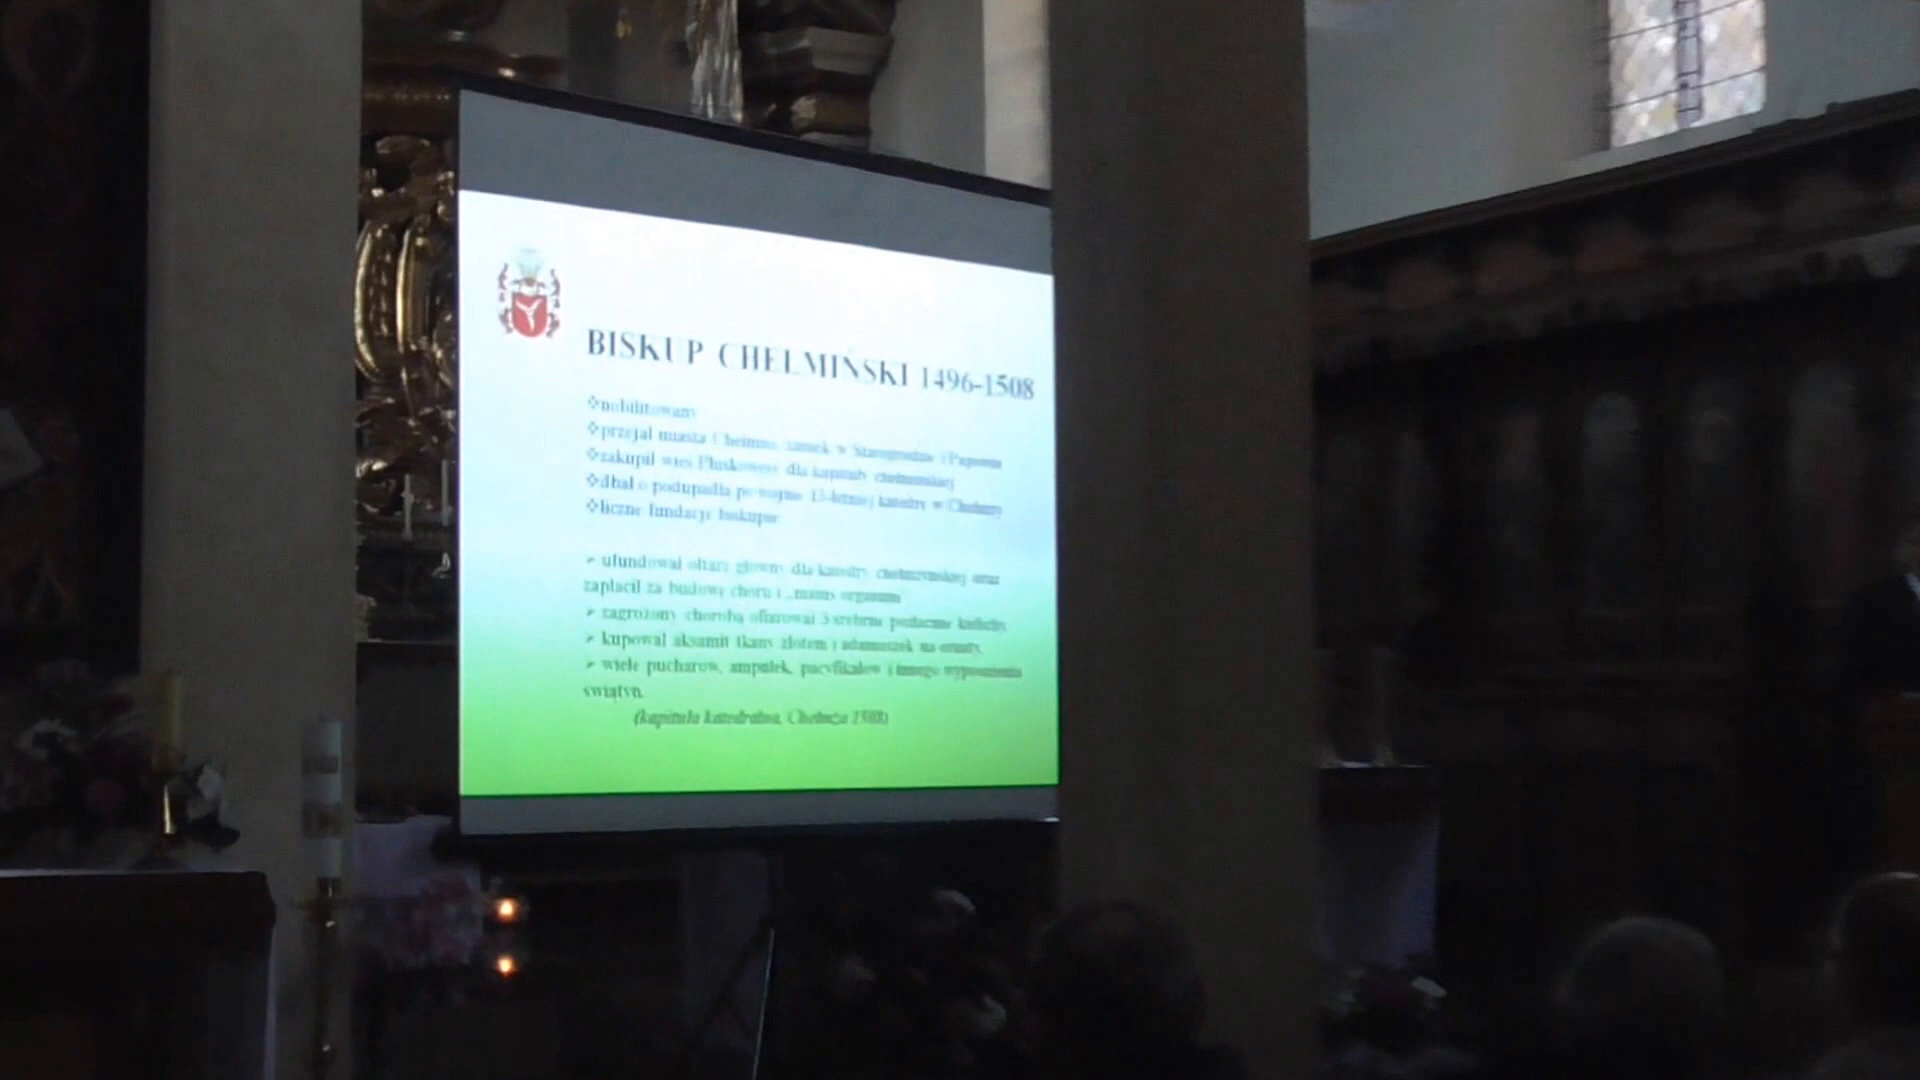 BISKUP CHEŁMIŃSKI 1496-1508
❖nobilitowany
❖przejął miasta Chełmno, zamek w Starogrodzie i Papowie
❖zakupił wieś Pluskowęsy dla kapituły chełmińskiej
❖dbał o podupadłą po wojnie 13-letniej katedrę w Chełmży
❖liczne fundacje biskupie
➢ ufundował ołtarz główny dla katedry chełmżyńskiej oraz
zapłacił za budowę chóru i organum
➢ zagrożony chorobą ofiarował 3 srebrne pozłacane kielichy,
➢ kupował aksamit tkany złotem i adamaszek na ornaty,
➢ wiele pucharów, ampułek, pacyfikałów i innego wyposażenia
świątyń.
(kapituła katedralna, Chełmża 1508)